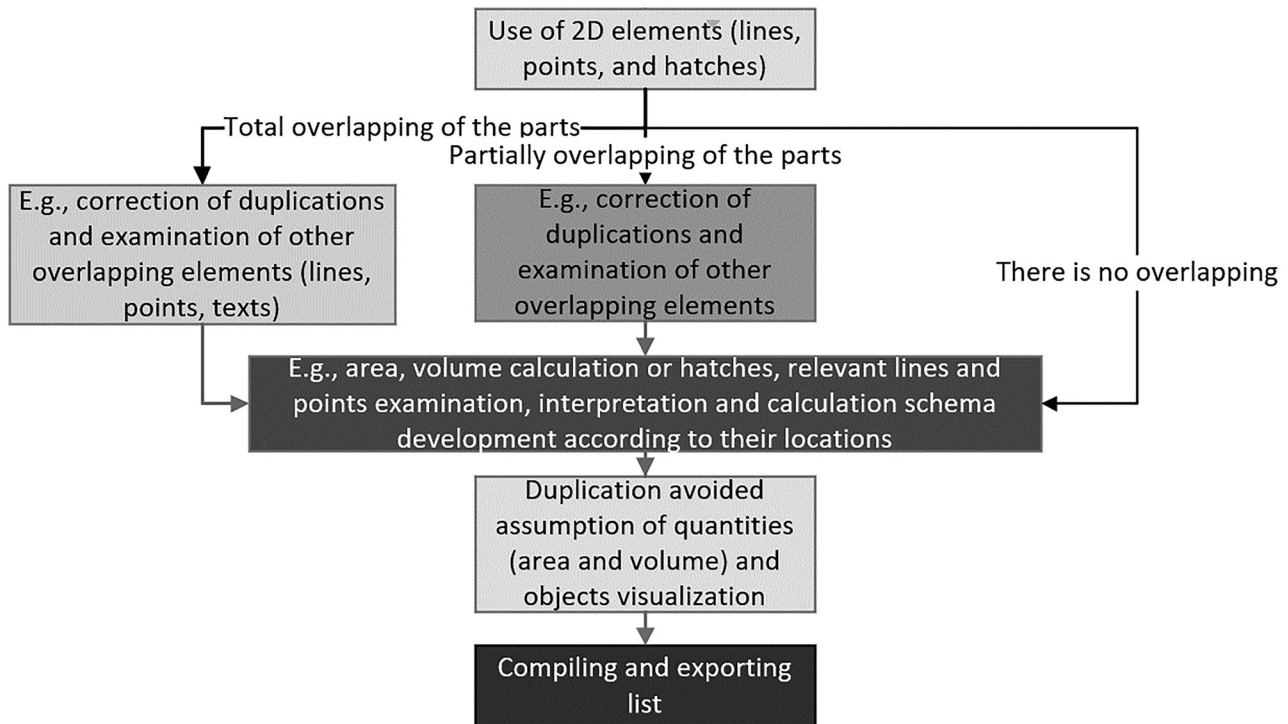 Use of 2D elements (lines,
points, and hatches)
Total overlapping of the parts
Partially overlapping of the parts
E.g., correction of duplications
and examination of other
overlapping elements (lines,
points, texts)
E.g., correction of
duplications and
examination of other
overlapping elements
There is no overlapping
E.g., area, volume calculation or hatches, relevant lines and
points examination, interpretation and calculation schema
development according to their locations
Duplication avoided
assumption of quantities
(area and volume) and
objects visualization
Compiling and exporting
list